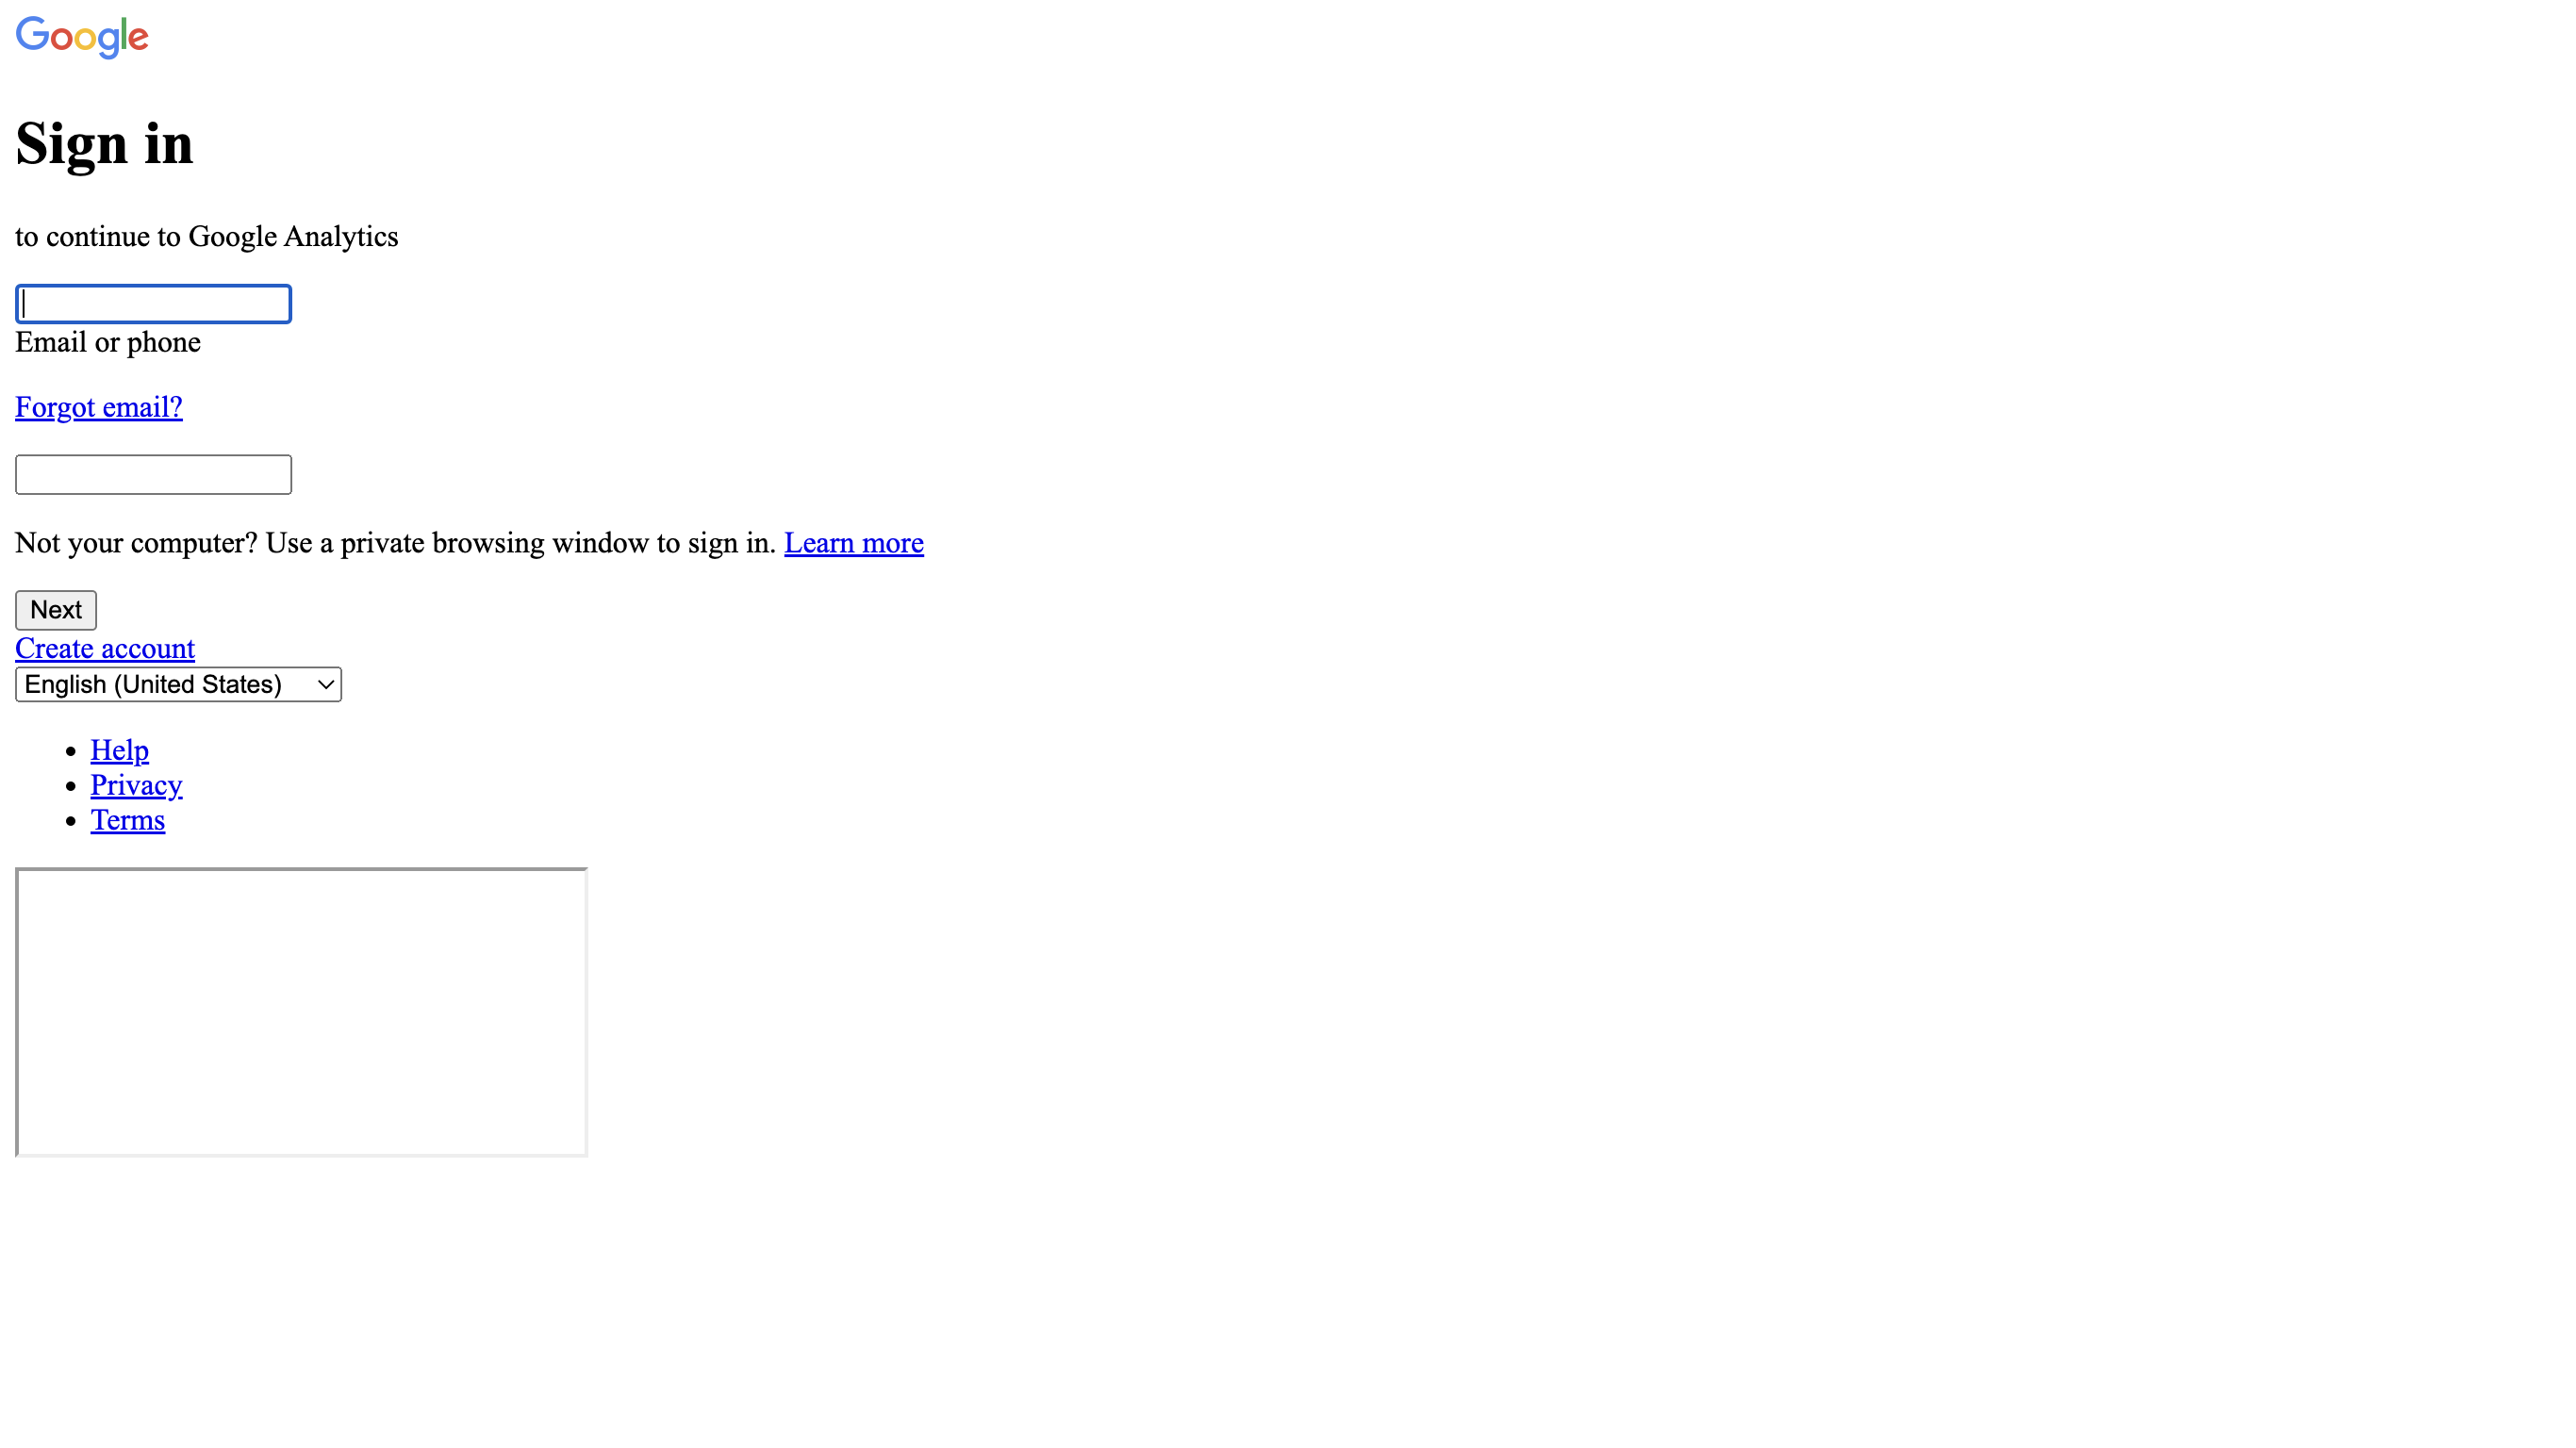 Google
Sign in
to continue to Google Analytics
Email or phone
Forgot email?
Not your computer? Use a private browsing window to sign in. Learn more
Next
Create account
English (United States)
Help
Privacy
Terms